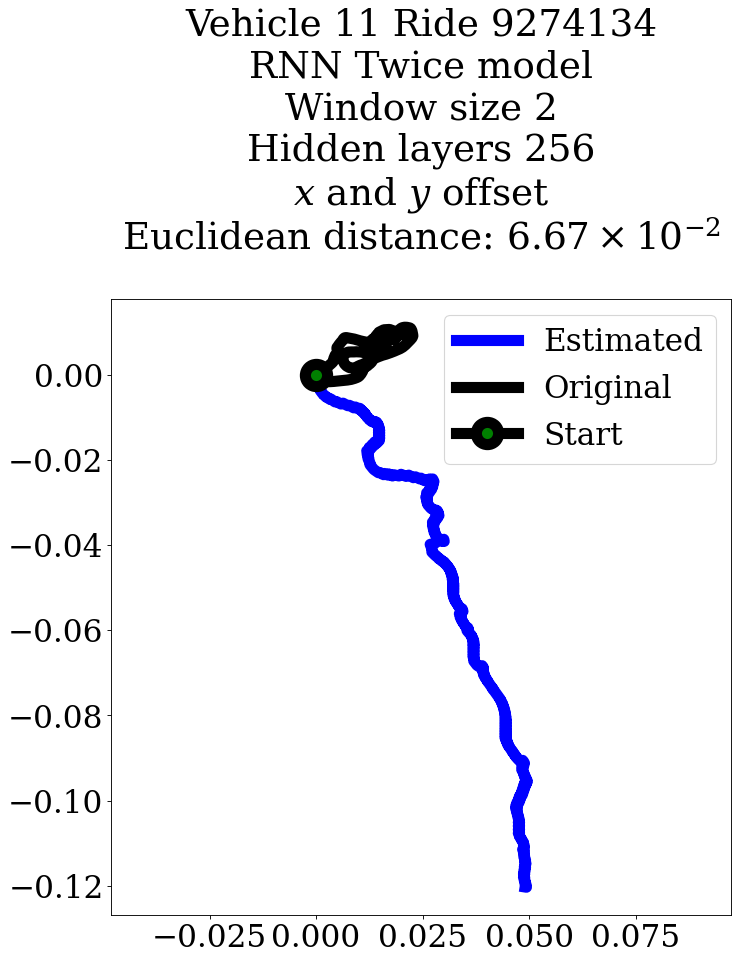 Vehicle 11 Ride 9274134
RNN Twice model
Window size 2
Hidden layers 256
x and y offset
Euclidean distance: 6.67 × 10⁻²
Estimated
Original
Start
0.00
−0.02
−0.04
−0.06
−0.08
−0.10
−0.12
−0.025 0.000 0.025 0.050 0.075